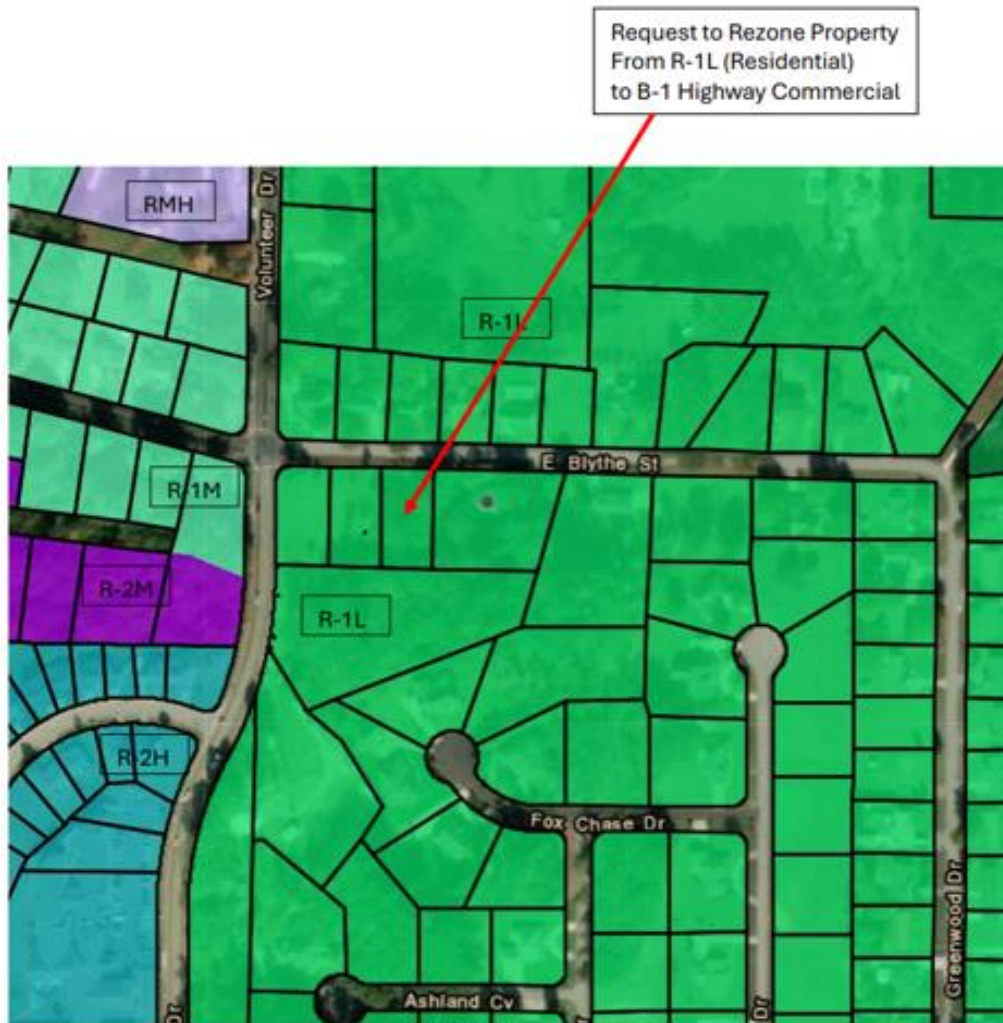 Request to Rezone Property
From R-1L (Residential)
to B-1 Highway Commercial
RMH
Volunteer Dr
R-1L
E Blythe St
R-1M
R-2M
R-1L
R-2H
Fox Chase Dr
Greenwood Dr
Ashland Cv
Dr
Dr